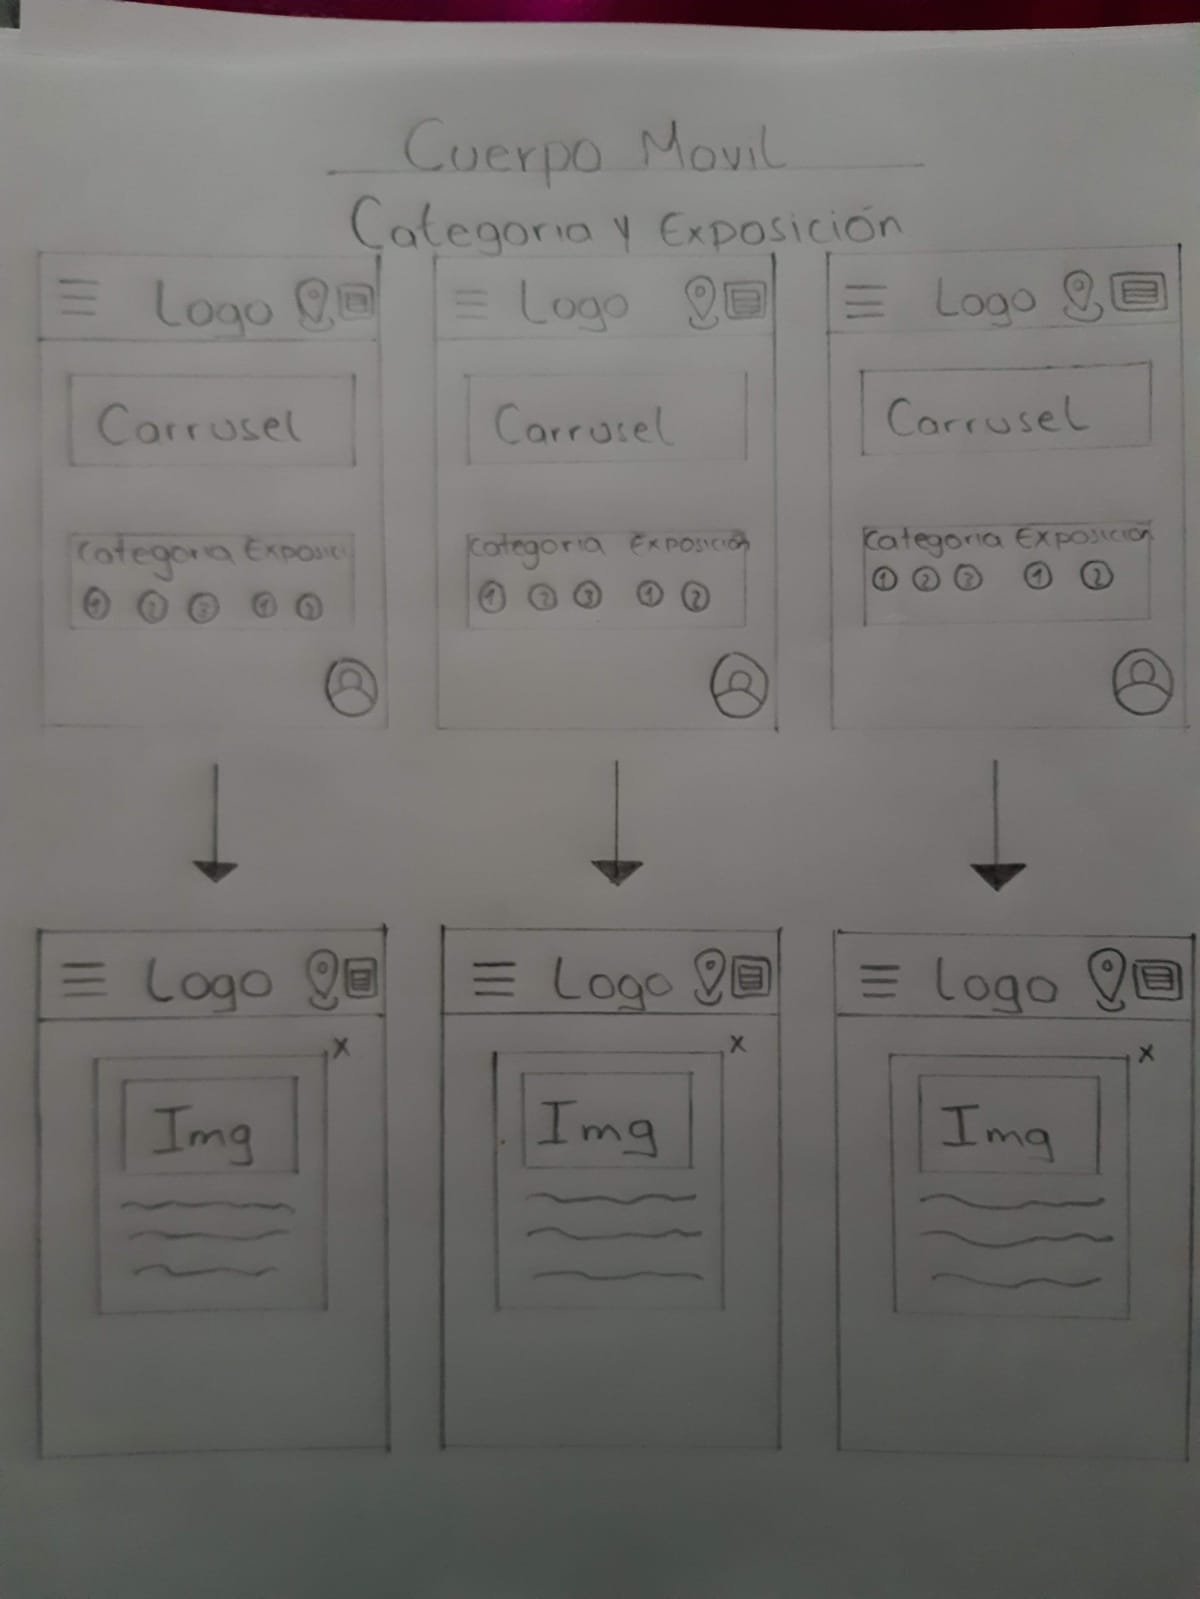 Cuerpo Movil
Categoria y Exposición
Logo Logo Logo
Carrusel Carrusel Carrusel
Categoria Exposici Categoria Exposición Categoria Exposición
1 2 3 1 2 1 2 3 1 2 1 2 3 1 2
Logo Logo Logo
x x x
Img Img Img